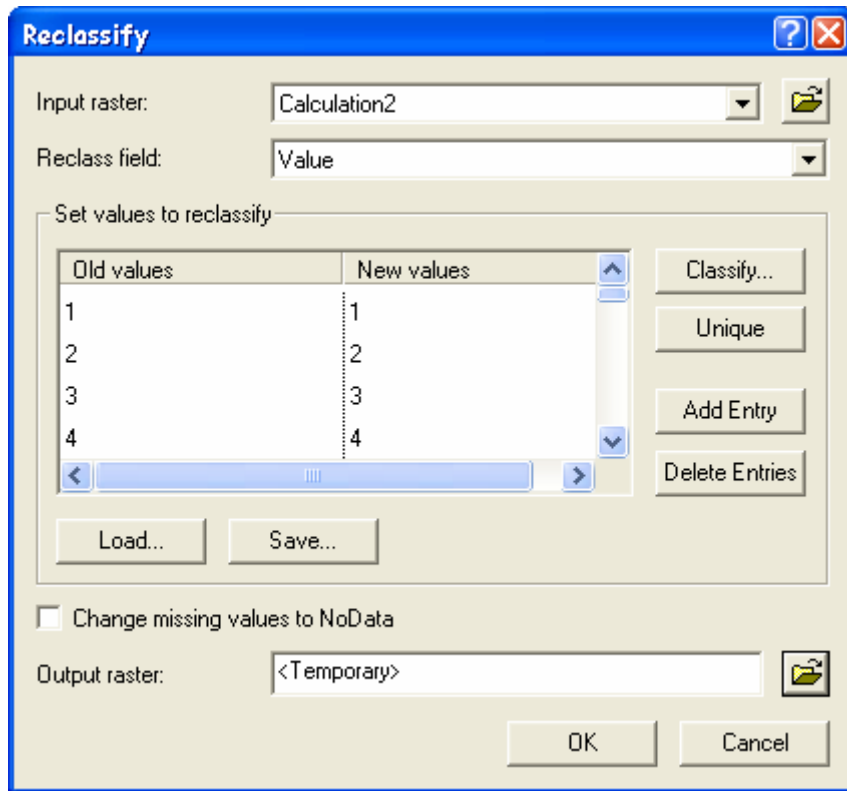 Reclassify
Input raster: Calculation2
Reclass field: Value
Set values to reclassify
Old values New values
1 1
2 2
3 3
4 4
Classify...
Unique
Add Entry
Delete Entries
Load... Save...
Change missing values to NoData
Output raster: <Temporary>
OK Cancel